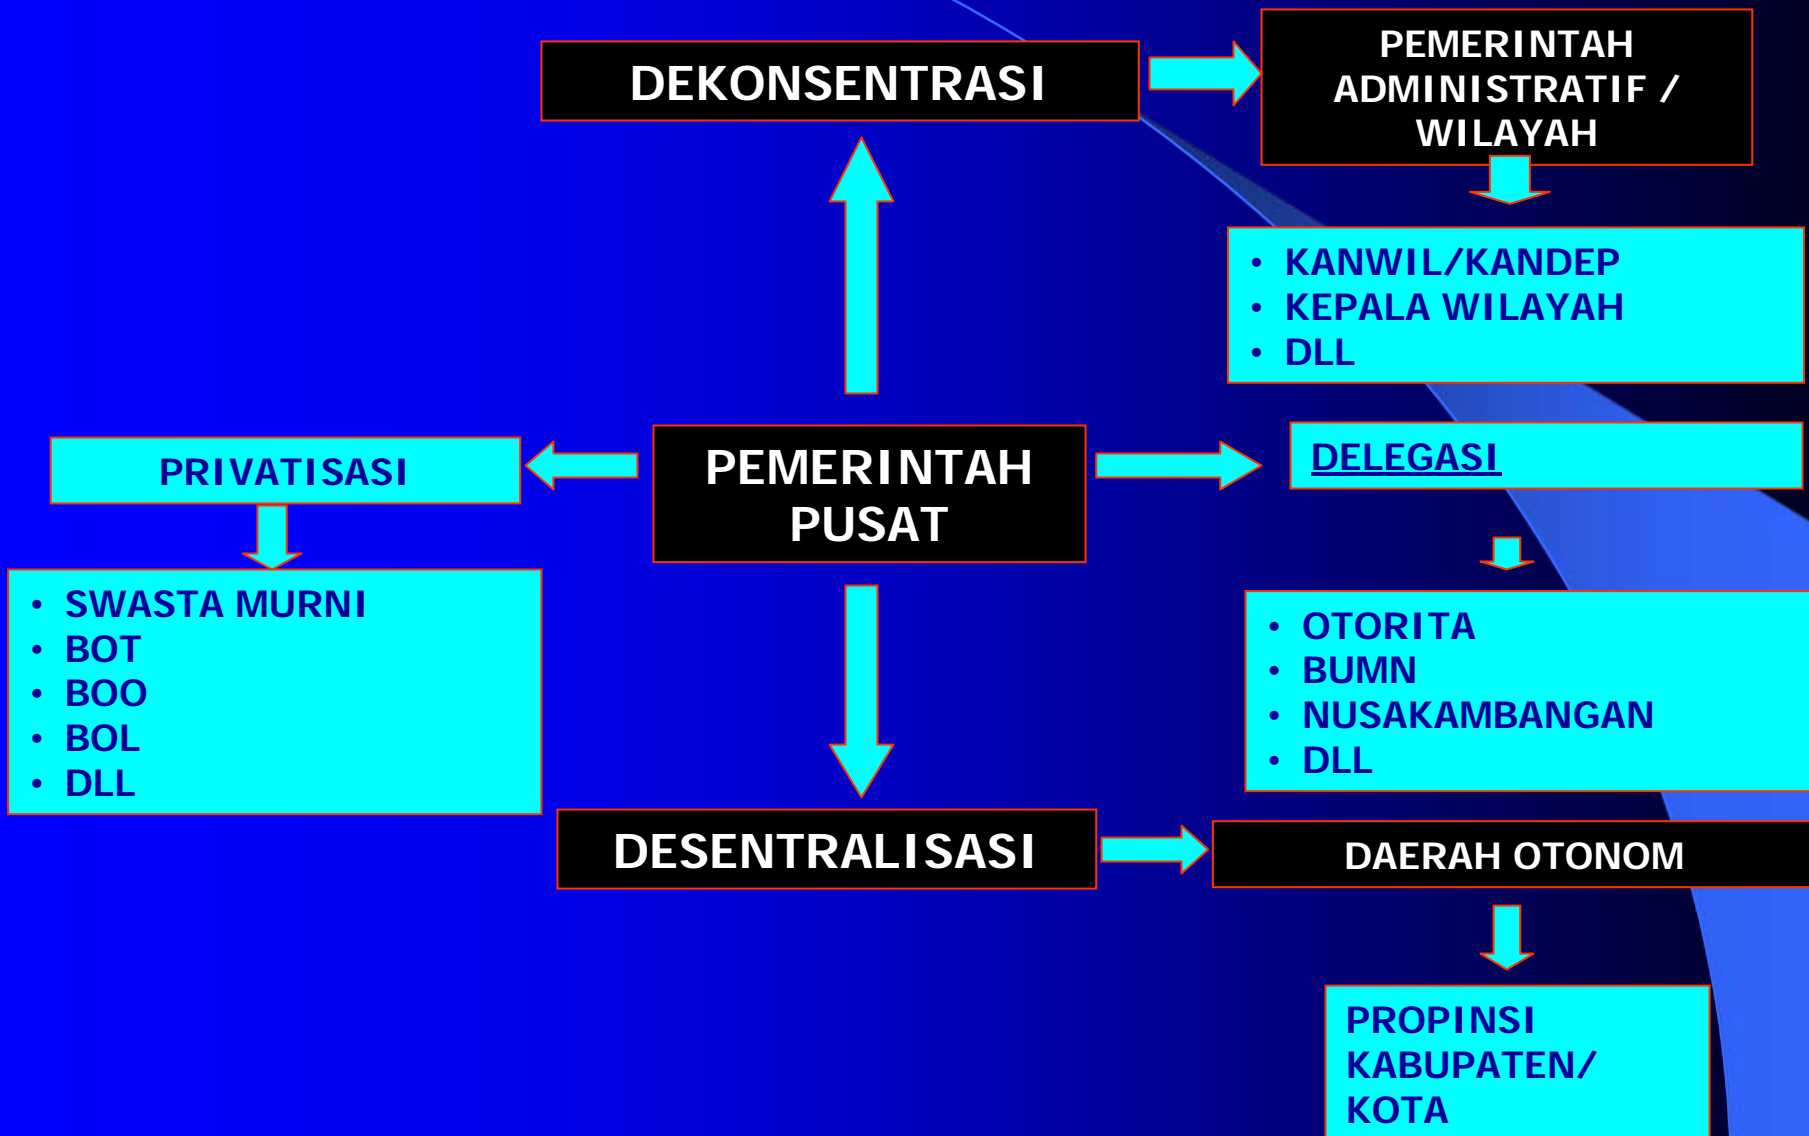 DEKONSENTRASI
PEMERINTAH
ADMINISTRATIF /
WILAYAH
• KANWIL/KANDEP
• KEPALA WILAYAH
• DLL
PRIVATISASI
PEMERINTAH
PUSAT
DELEGASI
• SWASTA MURNI
• BOT
• BOO
• BOL
• DLL
• OTORITA
• BUMN
• NUSAKAMBANGAN
• DLL
DESENTRALISASI
DAERAH OTONOM
PROPINSI
KABUPATEN/
KOTA